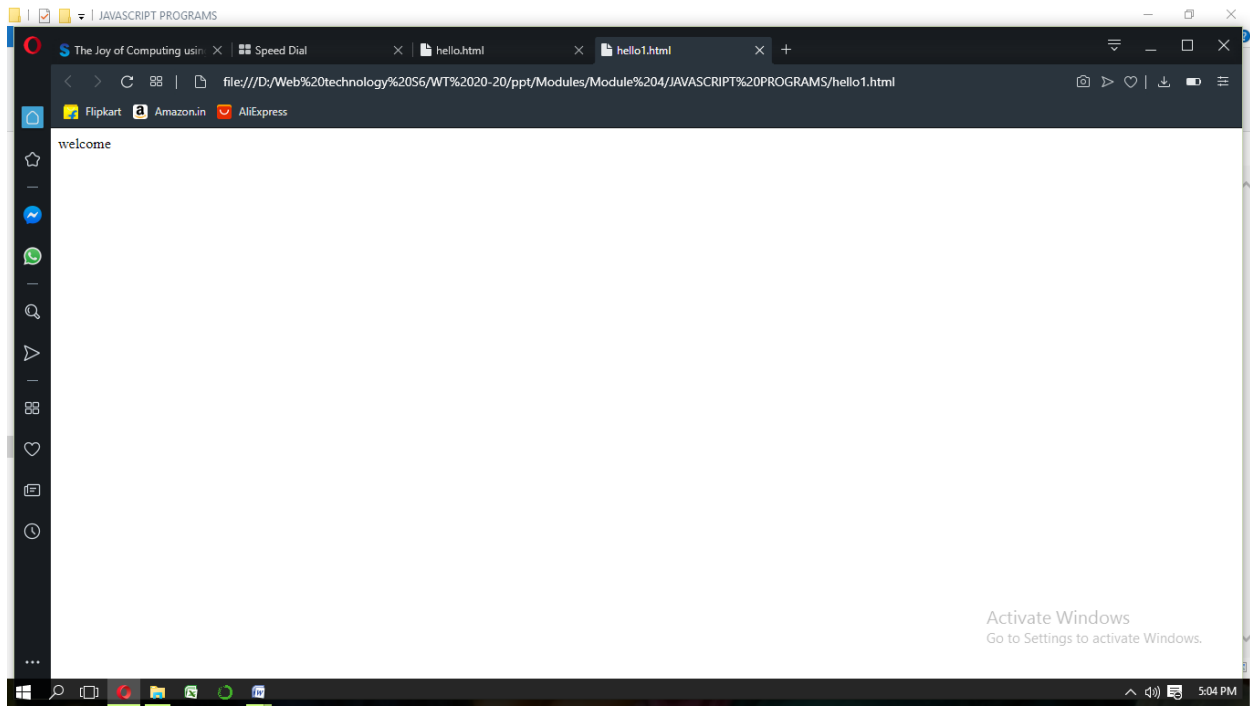 JAVASCRIPT PROGRAMS
The Joy of Computing usin
Speed Dial
hello.html
hello1.html
file:///D:/Web%20technology%20S6/WT%2020-20/ppt/Modules/Module%204/JAVASCRIPT%20PROGRAMS/hello1.html
Flipkart
Amazon.in
AliExpress
welcome
Activate Windows
Go to Settings to activate Windows.
5:04 PM